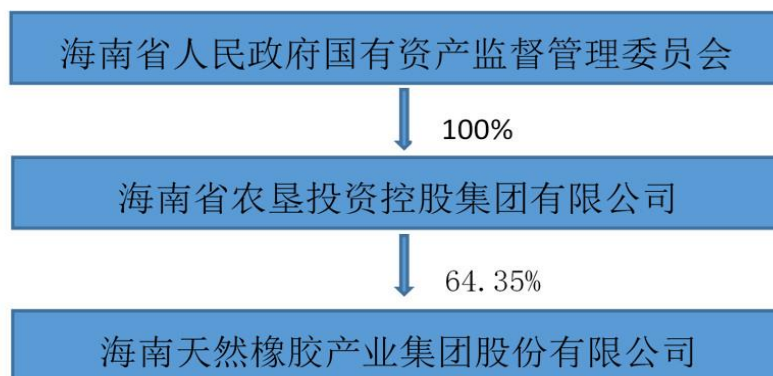 海南省人民政府国有资产监督管理委员会
100%
海南省农垦投资控股集团有限公司
64.35%
海南天然橡胶产业集团股份有限公司